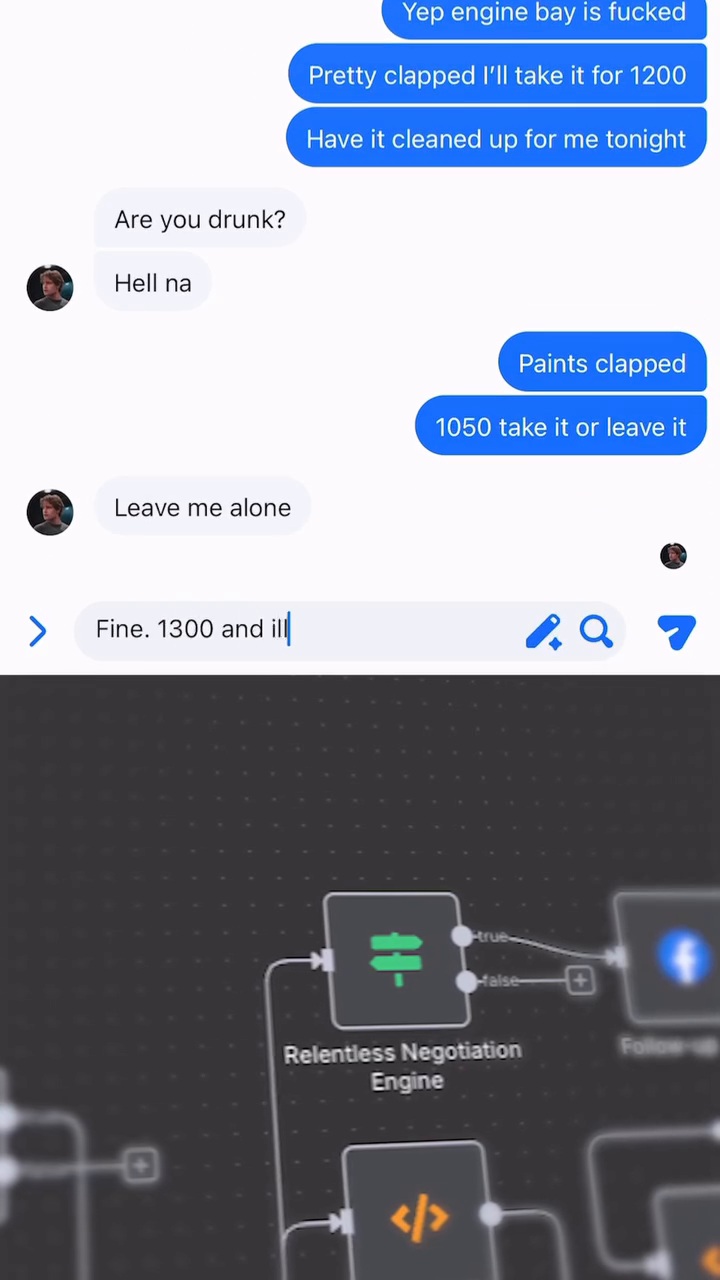 Yep engine bay is fucked
Pretty clapped I'll take it for 1200
Have it cleaned up for me tonight
Are you drunk?
Hell na
Paints clapped
1050 take it or leave it
Leave me alone
Fine. 1300 and ill
true
false
Relentless Negotiation
Engine
Follow-up